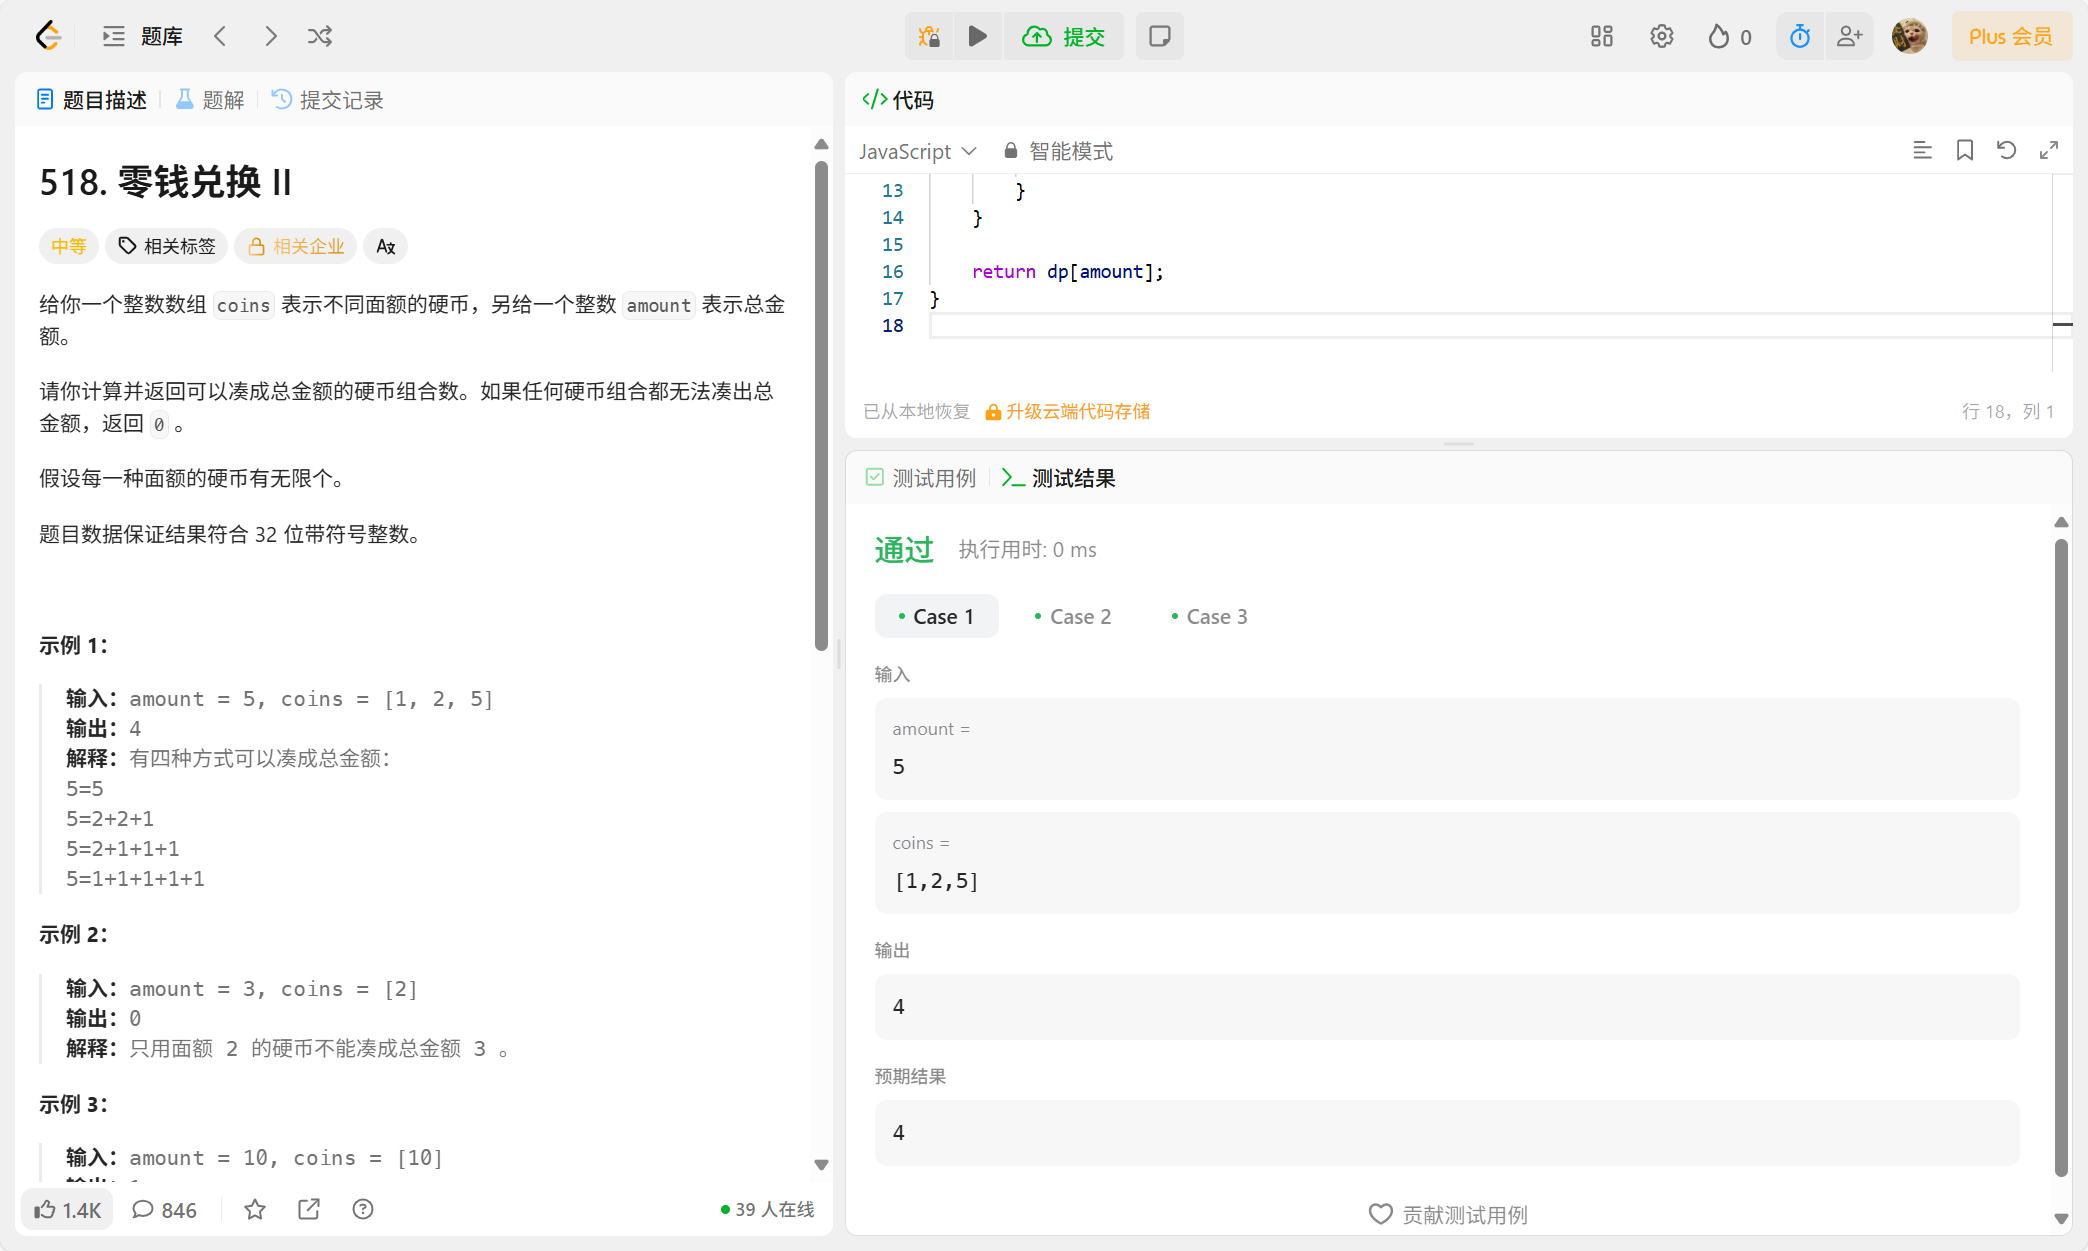 题库
提交
0
Plus 会员
题目描述
题解
提交记录
518. 零钱兑换 II
中等
相关标签
相关企业
给你一个整数数组 coins 表示不同面额的硬币，另给一个整数 amount 表示总金
额。
请你计算并返回可以凑成总金额的硬币组合数。如果任何硬币组合都无法凑出总
金额，返回 0 。
假设每一种面额的硬币有无限个。
题目数据保证结果符合 32 位带符号整数。
示例 1：
输入：amount = 5, coins = [1, 2, 5]
输出：4
解释：有四种方式可以凑成总金额：
5=5
5=2+2+1
5=2+1+1+1
5=1+1+1+1+1
示例 2：
输入：amount = 3, coins = [2]
输出：0
解释：只用面额 2 的硬币不能凑成总金额 3 。
示例 3：
输入：amount = 10, coins = [10]
1.4K
846
39 人在线
</> 代码
JavaScript
智能模式
13 }
14 }
15
16 return dp[amount];
17 }
18
已从本地恢复
升级云端代码存储
行 18，列 1
测试用例
测试结果
通过
执行用时: 0 ms
• Case 1
• Case 2
• Case 3
输入
amount =
5
coins =
[1,2,5]
输出
4
预期结果
4
贡献测试用例